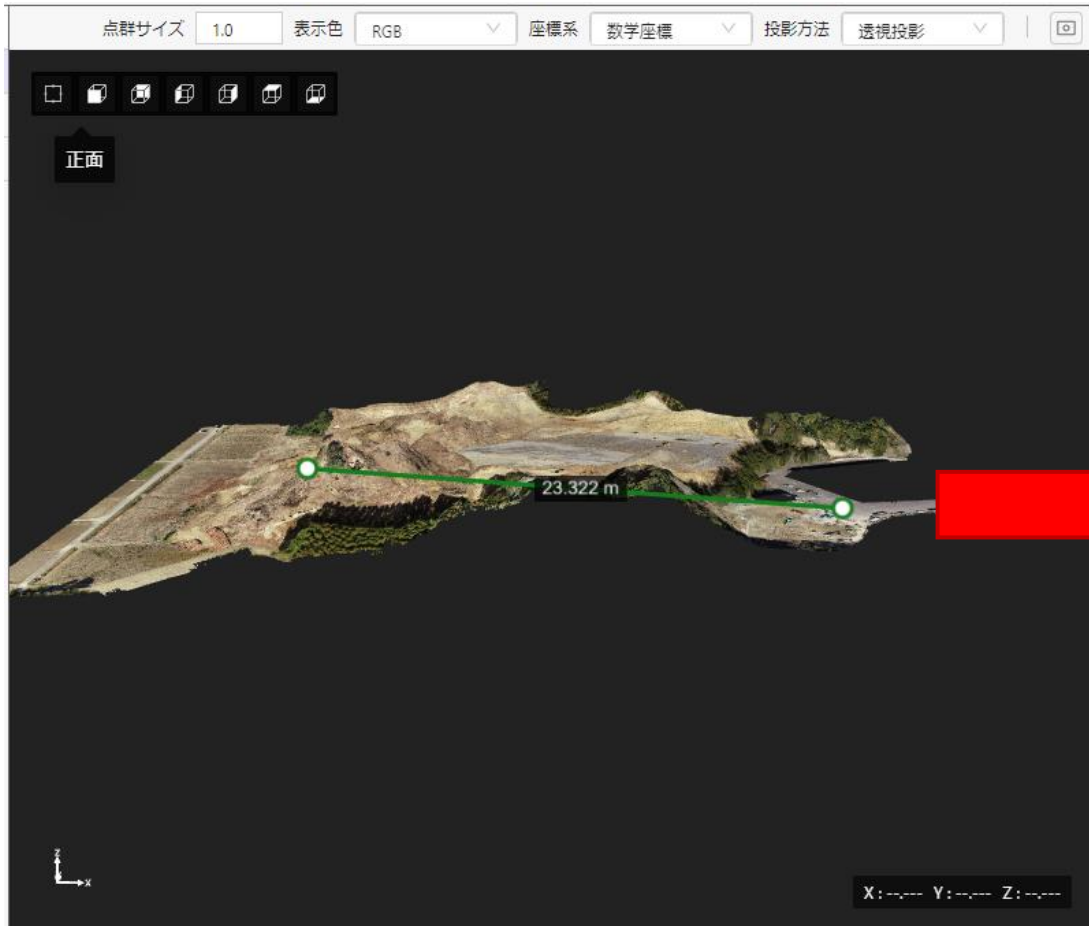 点群サイズ 1.0 表示色 RGB 座標系 数学座標 投影方法 透視投影
正面
23.322 m
Z
X
X:--.--- Y:--.--- Z:--.---